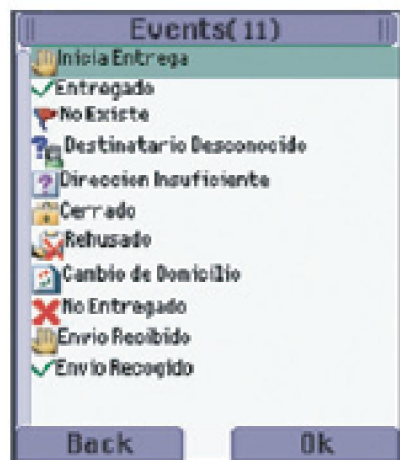 Events( 11)
Inicia Entrega
Entregado
No Existe
Destinatario Desconocido
Direccion Insuficiente
Cerrado
Rehusado
Cambio de Domicilio
No Entregado
Envio Recibido
Envio Recogido
Back Ok